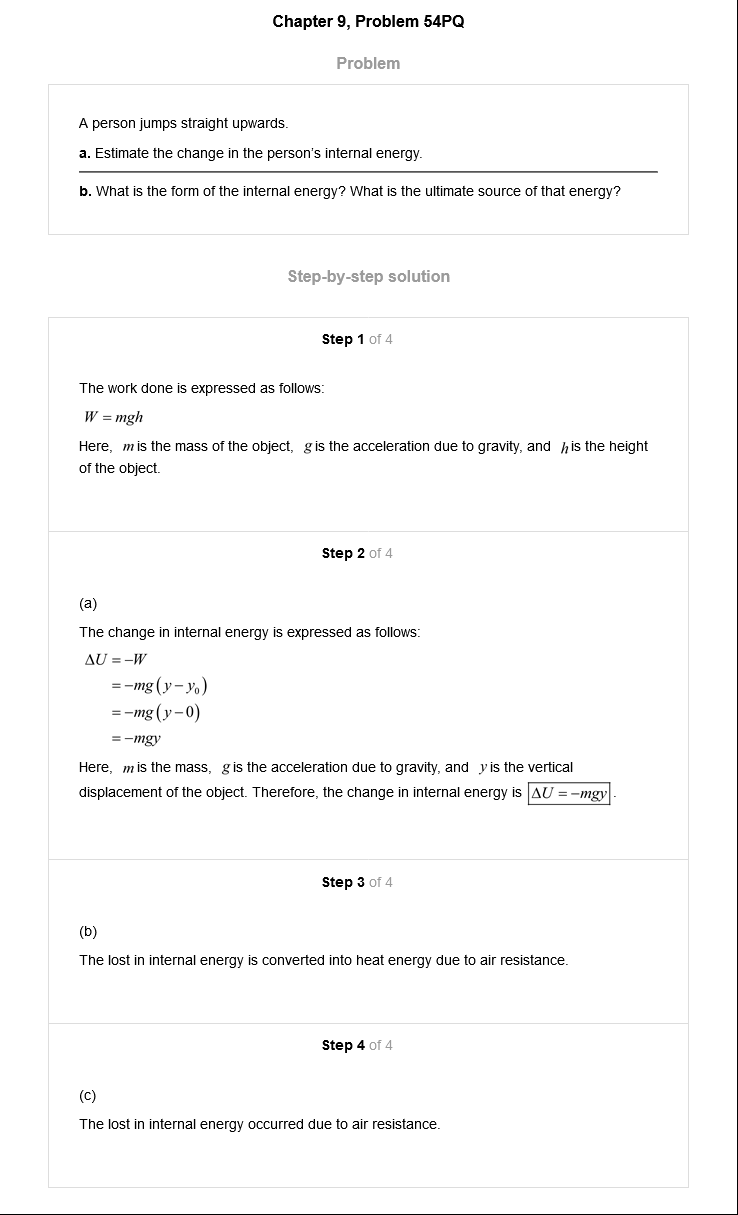 Chapter 9, Problem 54PQ
Problem
A person jumps straight upwards.
a. Estimate the change in the person's internal energy.
b. What is the form of the internal energy? What is the ultimate source of that energy?
Step-by-step solution
Step 1 of 4
The work done is expressed as follows:
W = mgh
Here, m is the mass of the object, g is the acceleration due to gravity, and h is the height
of the object.
Step 2 of 4
(a)
The change in internal energy is expressed as follows:
ΔU = −W
= −mg(y − y₀)
= −mg(y − 0)
= −mgy
Here, m is the mass, g is the acceleration due to gravity, and y is the vertical
displacement of the object. Therefore, the change in internal energy is ΔU = −mgy.
Step 3 of 4
(b)
The lost in internal energy is converted into heat energy due to air resistance.
Step 4 of 4
(c)
The lost in internal energy occurred due to air resistance.